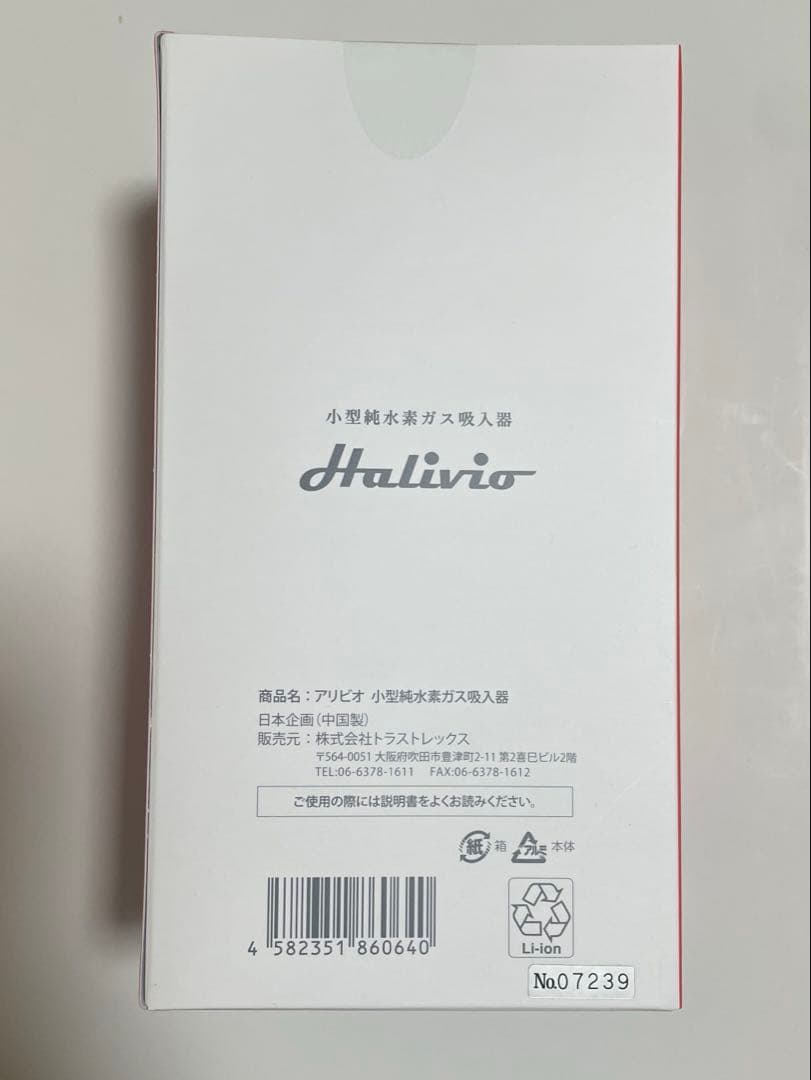 小型純水素ガス吸入器
Halivio
商品名：アリビオ 小型純水素ガス吸入器
日本企画（中国製）
販売元：株式会社トラストレックス
〒564-0051 大阪府吹田市豊津町2-11 第2喜巳ビル2階
TEL:06-6378-1611 FAX:06-6378-1612
ご使用の際には説明書をよくお読みください。
紙 箱 アルミ 本体
4 582351 860640
Li-ion
No.07239